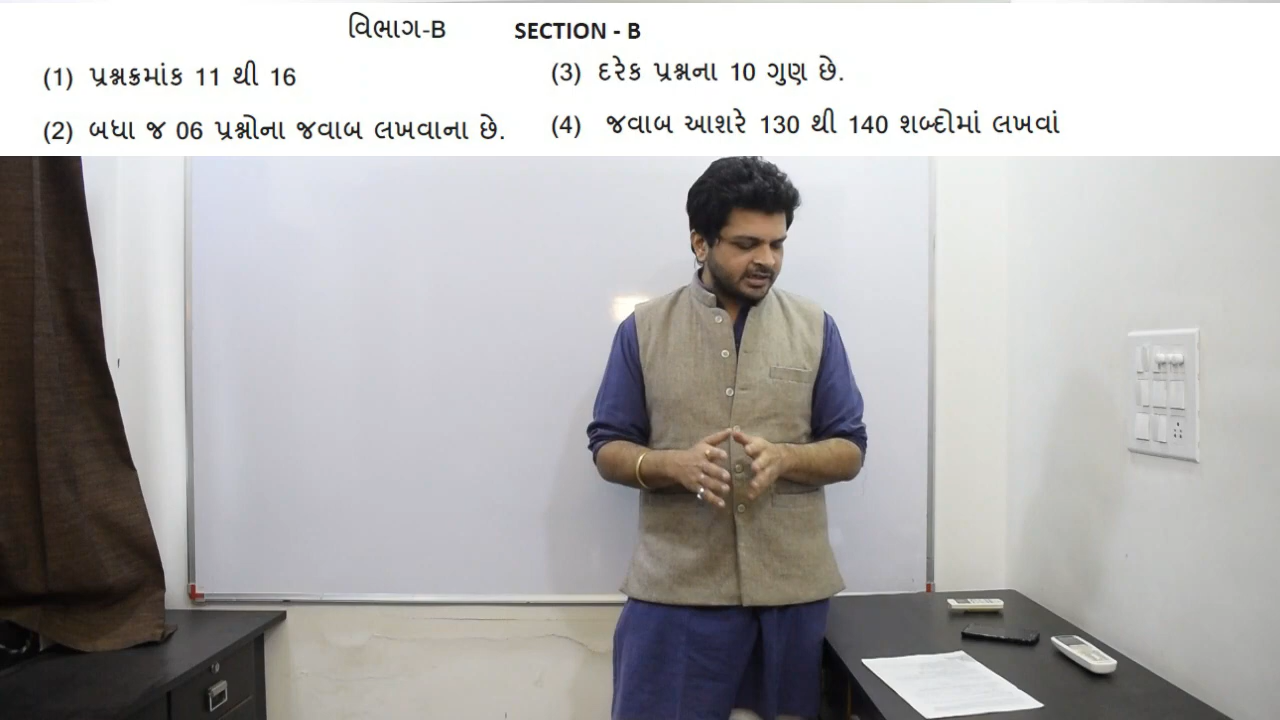 વિભાગ-B SECTION - B
(1) પ્રશ્નક્રમાંક 11 થી 16
(2) બધા જ 06 પ્રશ્નોના જવાબ લખવાના છે.
(3) દરેક પ્રશ્નના 10 ગુણ છે.
(4) જવાબ આશરે 130 થી 140 શબ્દોમાં લખવાં